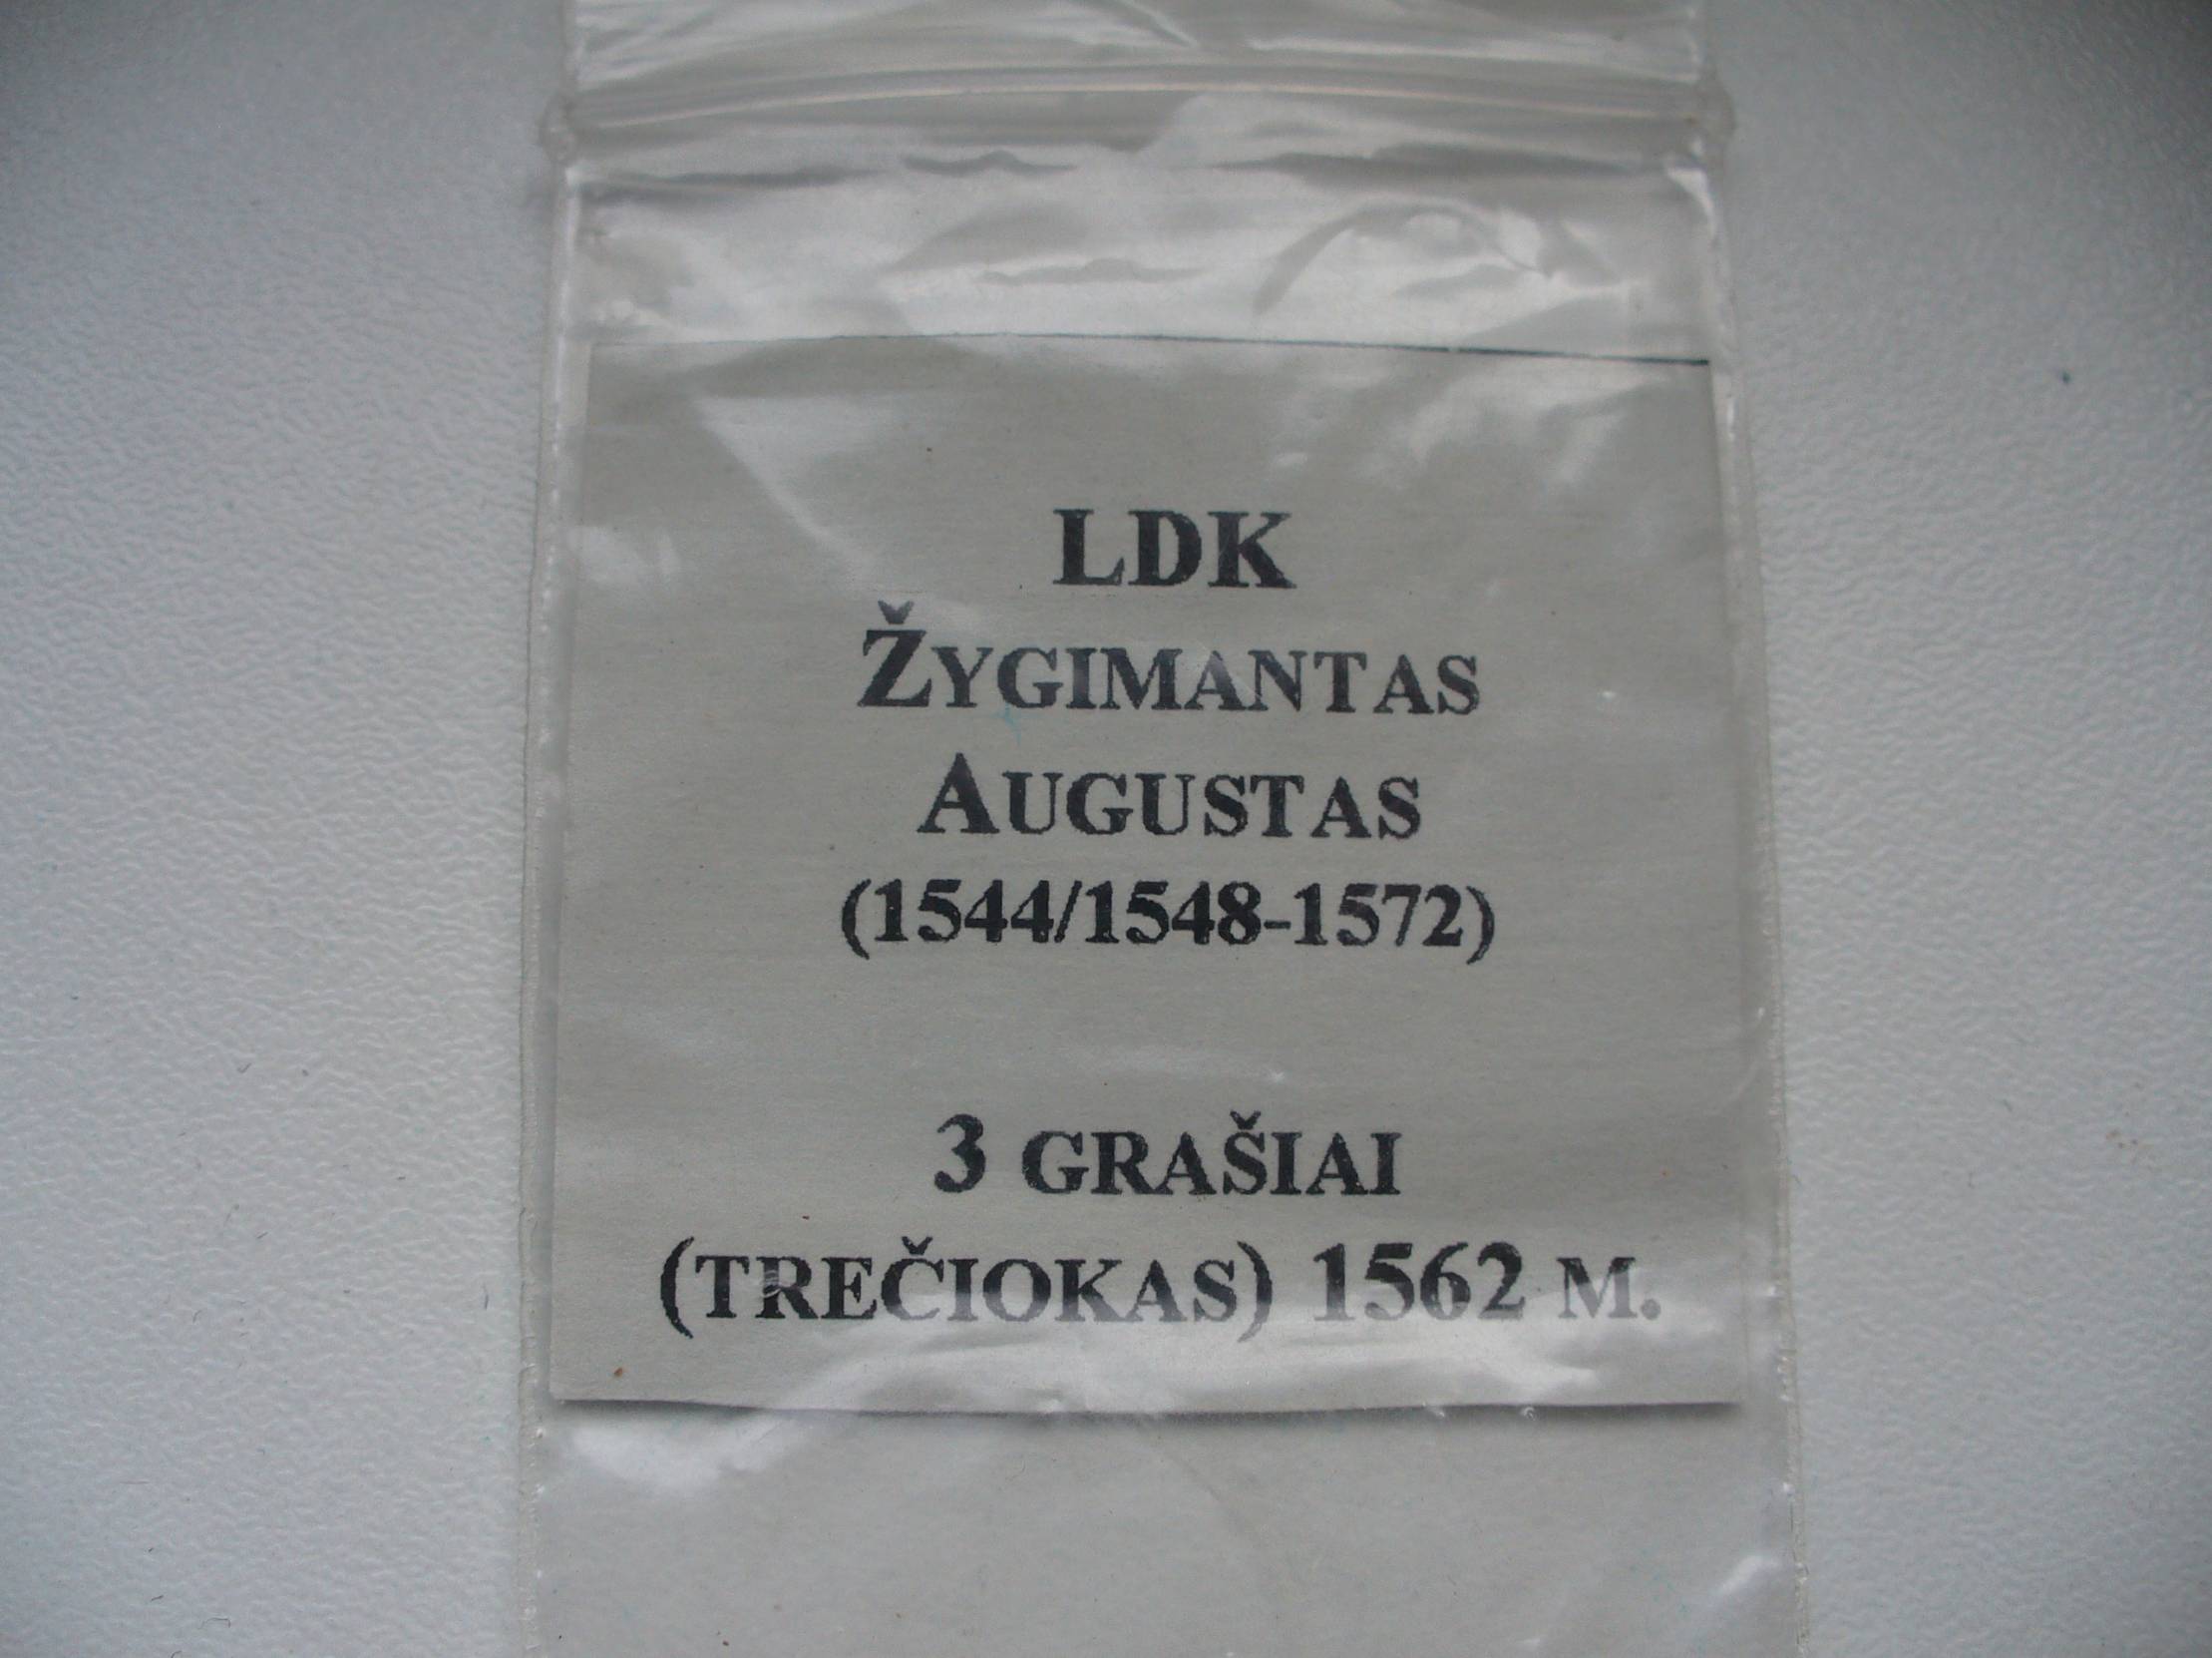 LDK
ŽYGIMANTAS
AUGUSTAS
(1544/1548-1572)
3 GRAŠIAI
(TREČIOKAS) 1562 M.